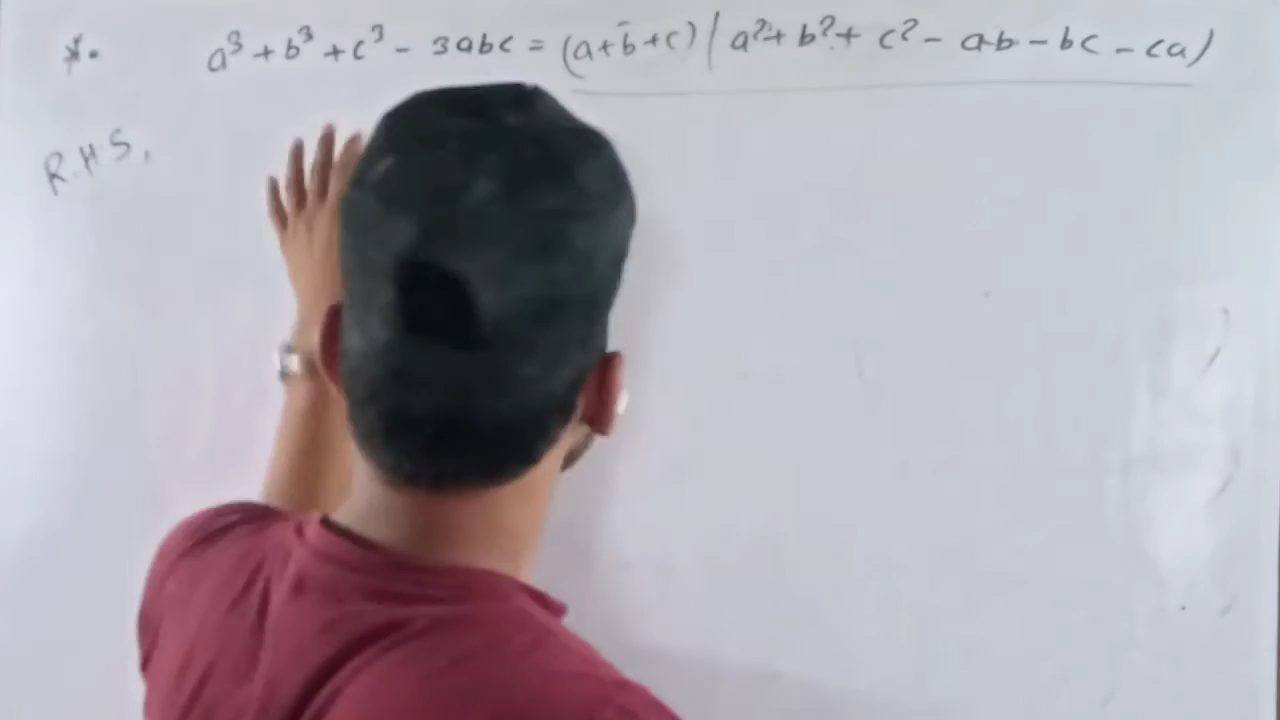 *. a³ + b³ + c³ - 3abc = (a+b+c) (a²+ b²+ c² - ab - bc - ca)
R.H.S,